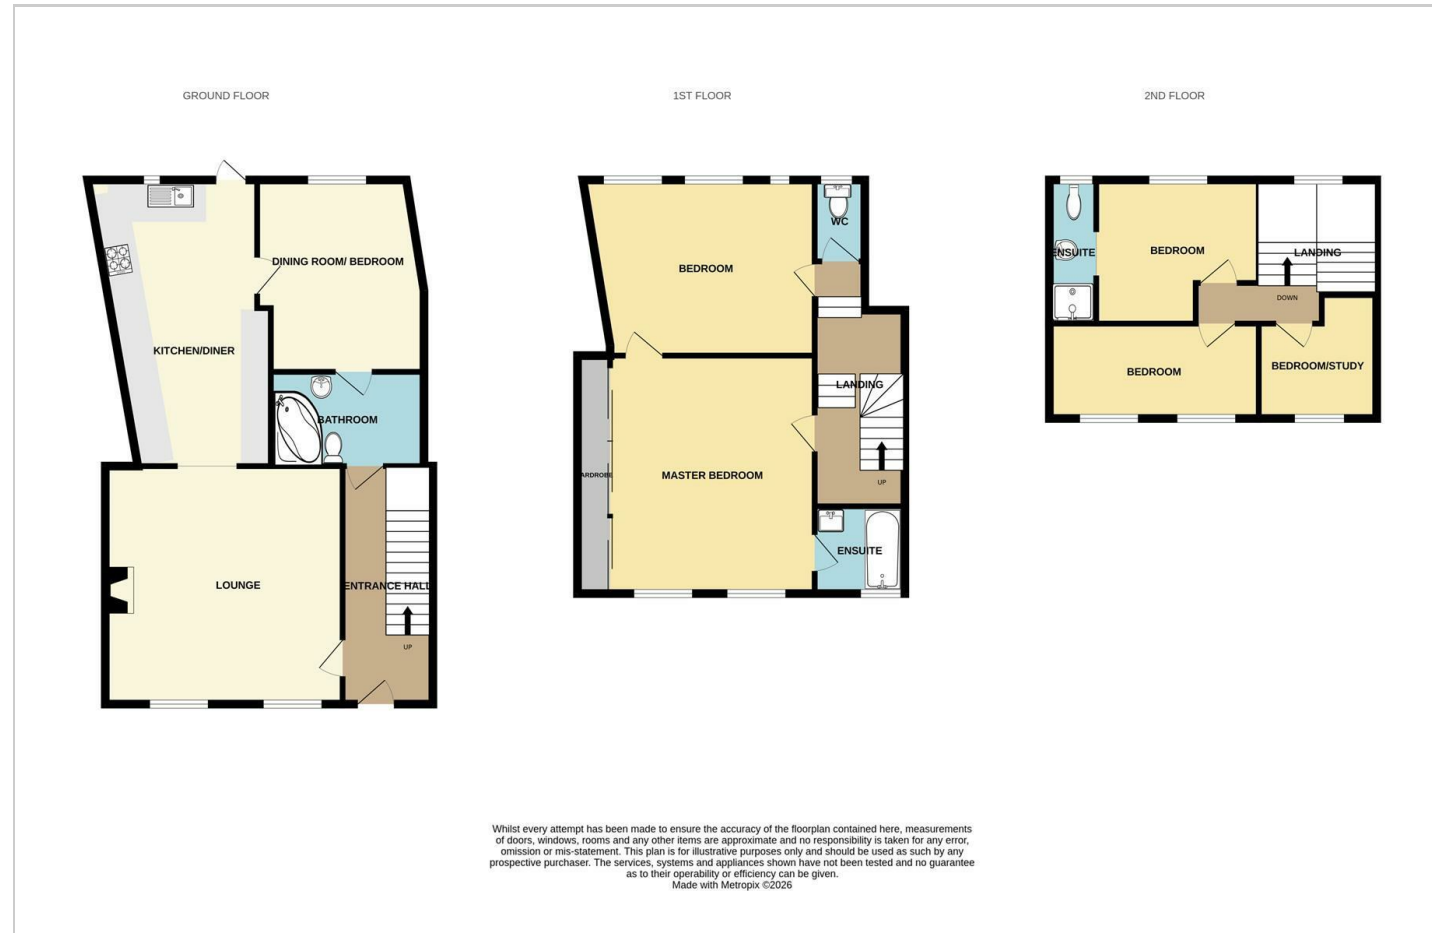 GROUND FLOOR
1ST FLOOR
2ND FLOOR
DINING ROOM/ BEDROOM
KITCHEN/DINER
BATHROOM
LOUNGE
ENTRANCE HALL
UP
WC
BEDROOM
LANDING
ARDROBE
MASTER BEDROOM
UP
ENSUITE
ENSUITE
BEDROOM
LANDING
DOWN
BEDROOM
BEDROOM/STUDY
Whilst every attempt has been made to ensure the accuracy of the floorplan contained here, measurements
of doors, windows, rooms and any other items are approximate and no responsibility is taken for any error,
omission or mis-statement. This plan is for illustrative purposes only and should be used as such by any
prospective purchaser. The services, systems and appliances shown have not been tested and no guarantee
as to their operability or efficiency can be given.
Made with Metropix ©2026